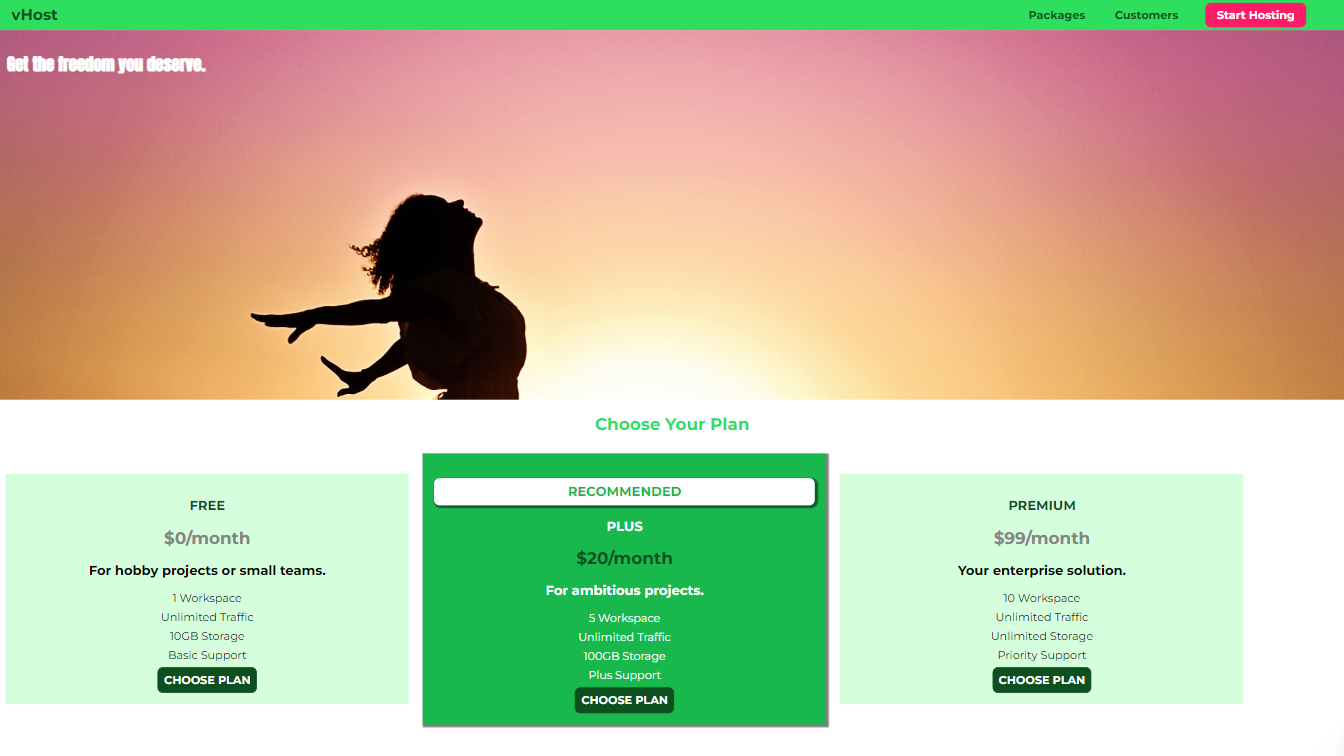 vHost
Packages
Customers
Start Hosting
Get the freedom you deserve.
Choose Your Plan
FREE
$0/month
For hobby projects or small teams.
1 Workspace
Unlimited Traffic
10GB Storage
Basic Support
CHOOSE PLAN
RECOMMENDED
PLUS
$20/month
For ambitious projects.
5 Workspace
Unlimited Traffic
100GB Storage
Plus Support
CHOOSE PLAN
PREMIUM
$99/month
Your enterprise solution.
10 Workspace
Unlimited Traffic
Unlimited Storage
Priority Support
CHOOSE PLAN